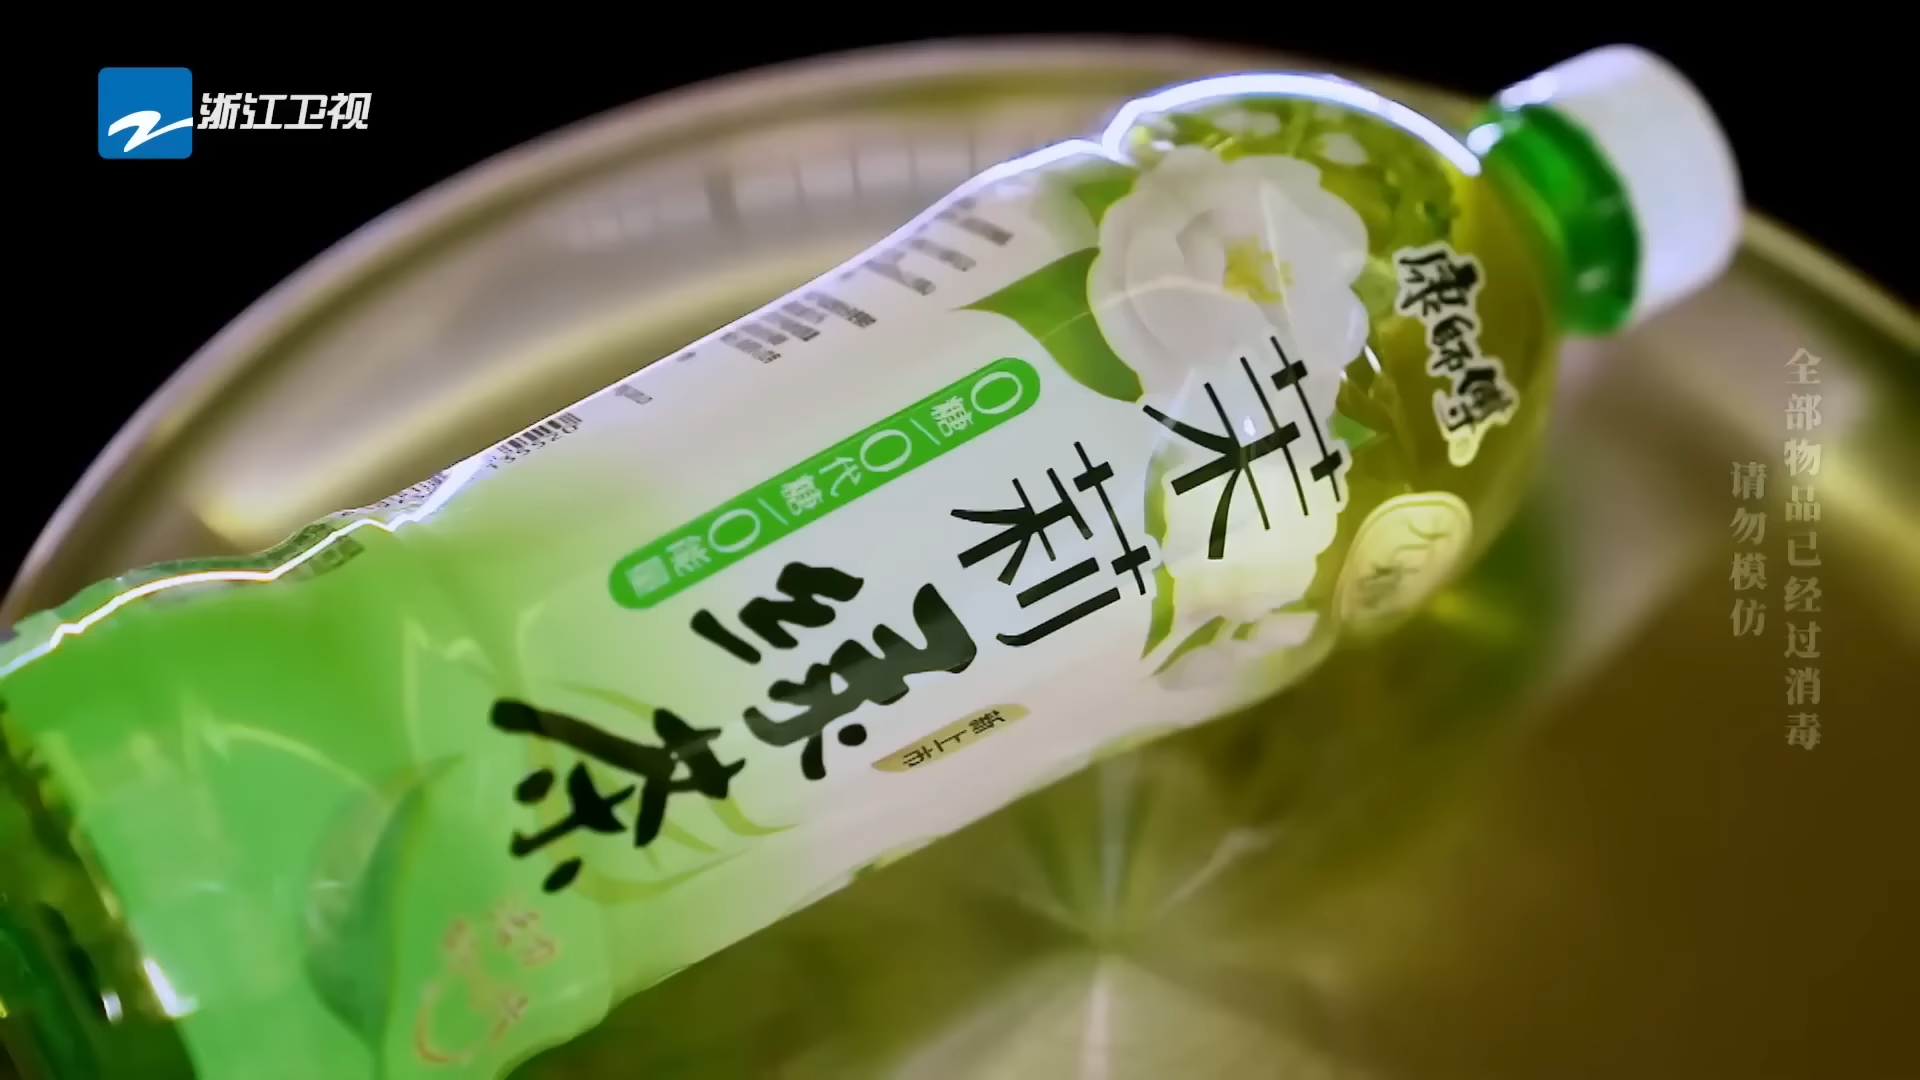 浙江卫视
康師傅
茉莉
绿茶
0糖/0代糖/0能量
新上市
全部物品已经过消毒
请勿模仿